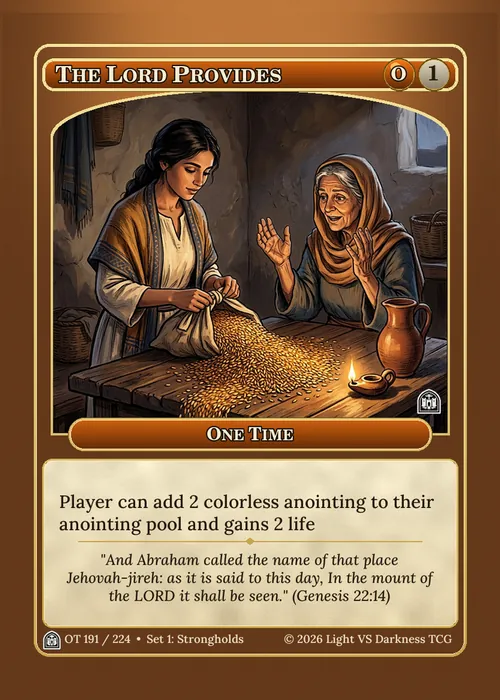 The Lord Provides O 1
One Time
Player can add 2 colorless anointing to their
anointing pool and gains 2 life
"And Abraham called the name of that place
Jehovah-jireh: as it is said to this day, In the mount of
the LORD it shall be seen." (Genesis 22:14)
OT 191 / 224 • Set 1: Strongholds © 2026 Light VS Darkness TCG